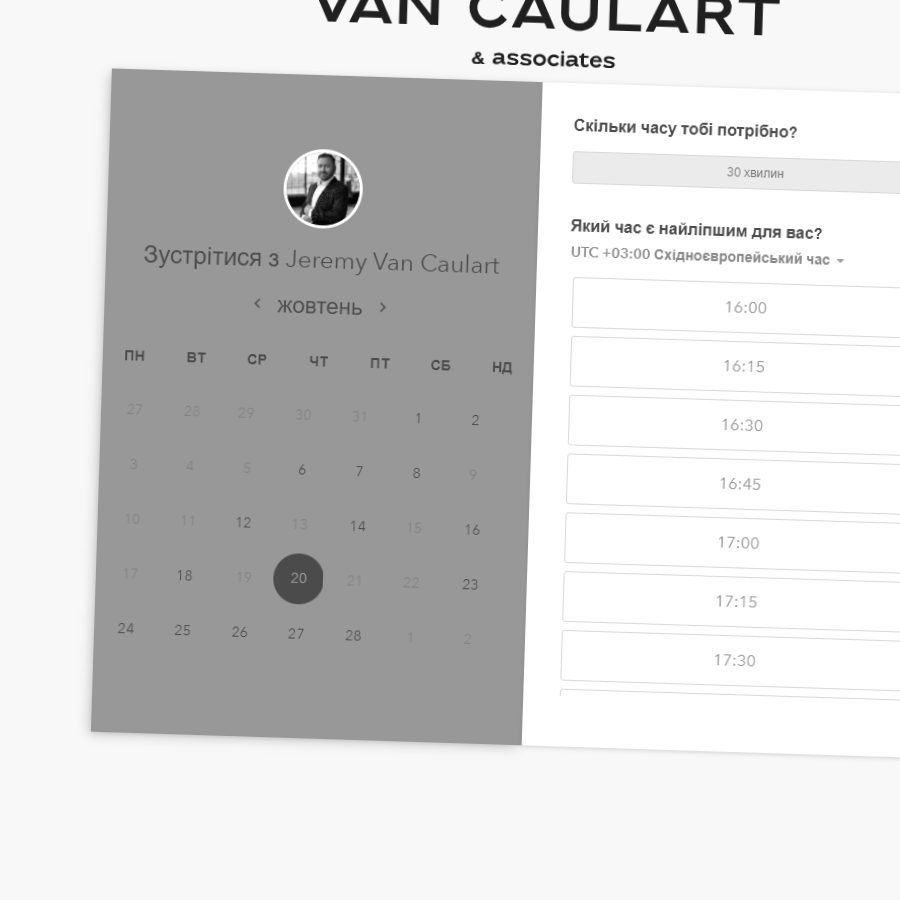 VAN CAULART
& associates
Зустрітися з Jeremy Van Caulart
жовтень
ПН ВТ СР ЧТ ПТ СБ НД
27 28 29 30 31 1 2
3 4 5 6 7 8 9
10 11 12 13 14 15 16
17 18 19 20 21 22 23
24 25 26 27 28 1 2
Скільки часу тобі потрібно?
30 хвилин
Який час є найліпшим для вас?
UTC +03:00 Східноєвропейський час
16:00
16:15
16:30
16:45
17:00
17:15
17:30